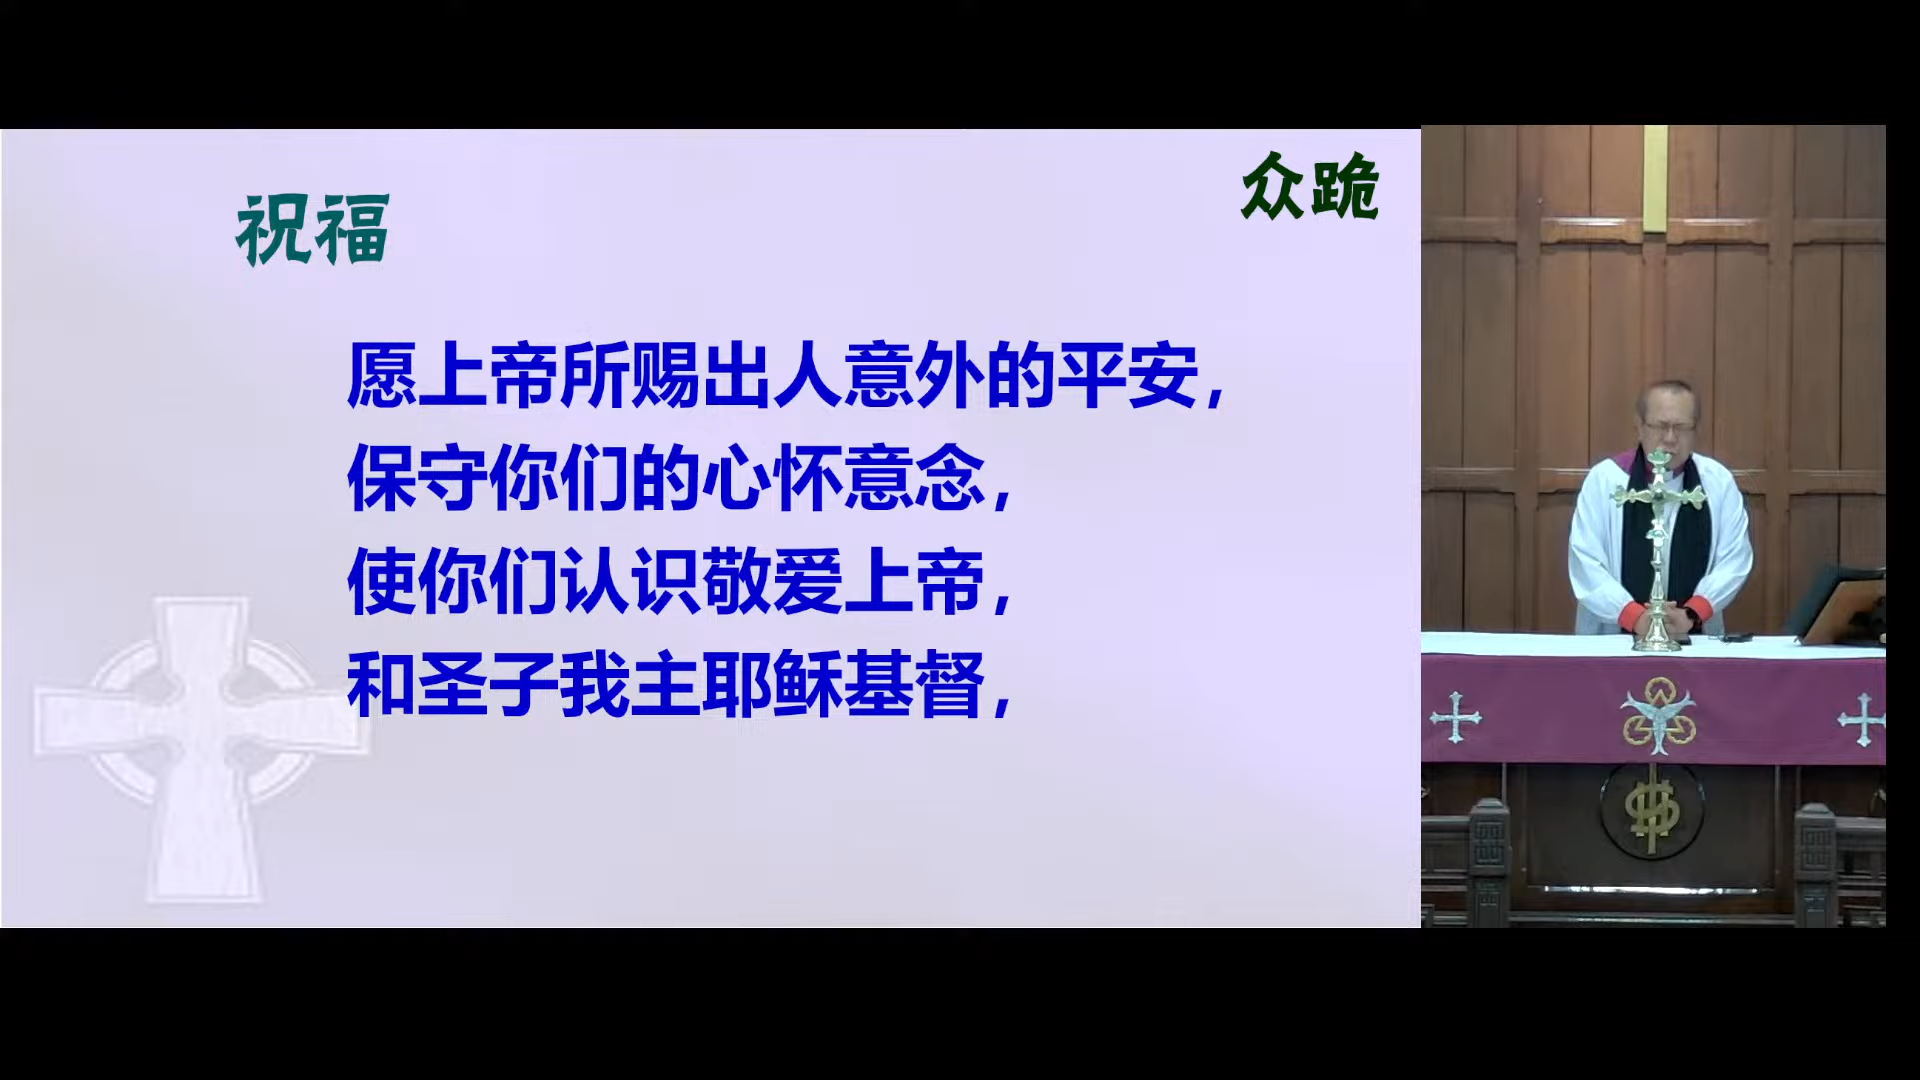 祝福
众跪
愿上帝所赐出人意外的平安，
保守你们的心怀意念，
使你们认识敬爱上帝，
和圣子我主耶稣基督，
IHS